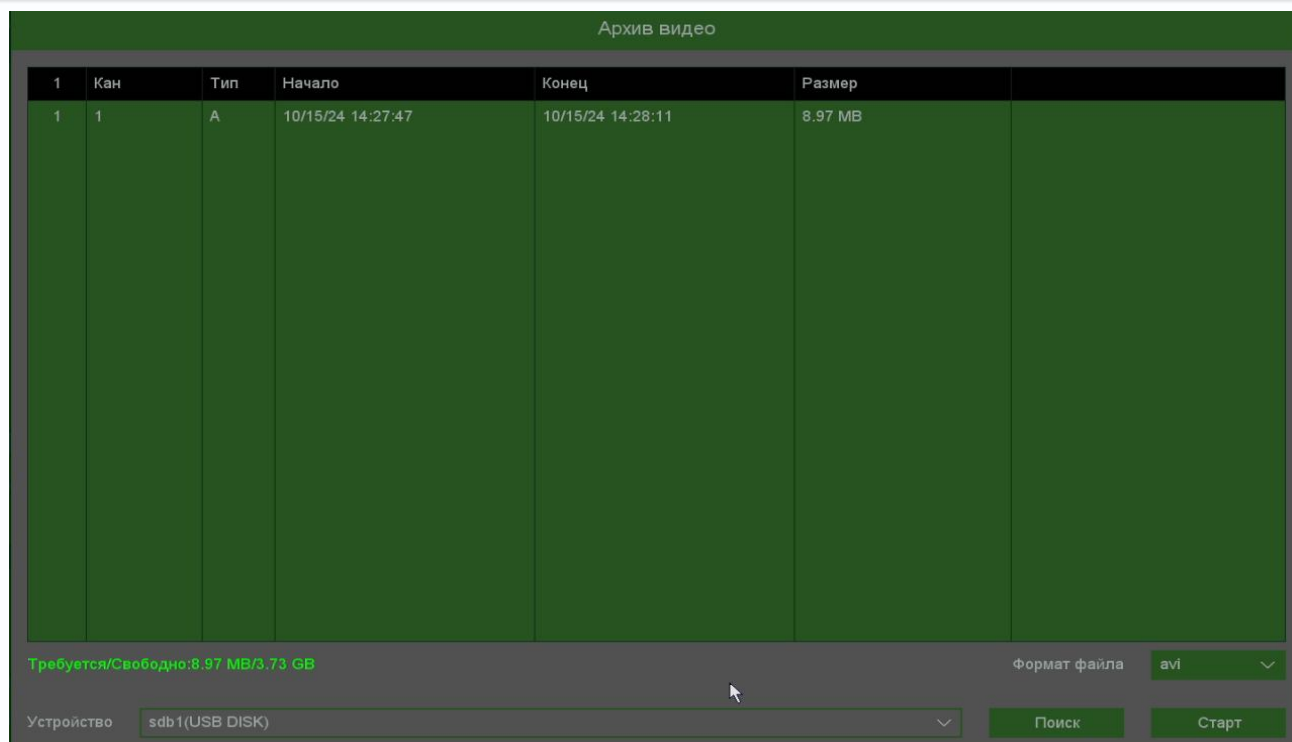 Архив видео
1 Кан Тип Начало Конец Размер
1 1 A 10/15/24 14:27:47 10/15/24 14:28:11 8.97 MB
Требуется/Свободно:8.97 MB/3.73 GB Формат файла avi
Устройство sdb1(USB DISK) Поиск Старт